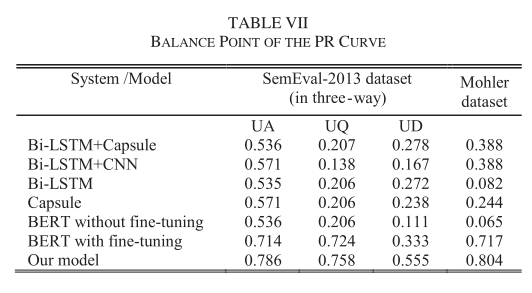 TABLE VII
BALANCE POINT OF THE PR CURVE
System /Model SemEval-2013 dataset Mohler
(in three-way) dataset
UA UQ UD
Bi-LSTM+Capsule 0.536 0.207 0.278 0.388
Bi-LSTM+CNN 0.571 0.138 0.167 0.388
Bi-LSTM 0.535 0.206 0.272 0.082
Capsule 0.571 0.206 0.238 0.244
BERT without fine-tuning 0.536 0.206 0.111 0.065
BERT with fine-tuning 0.714 0.724 0.333 0.717
Our model 0.786 0.758 0.555 0.804